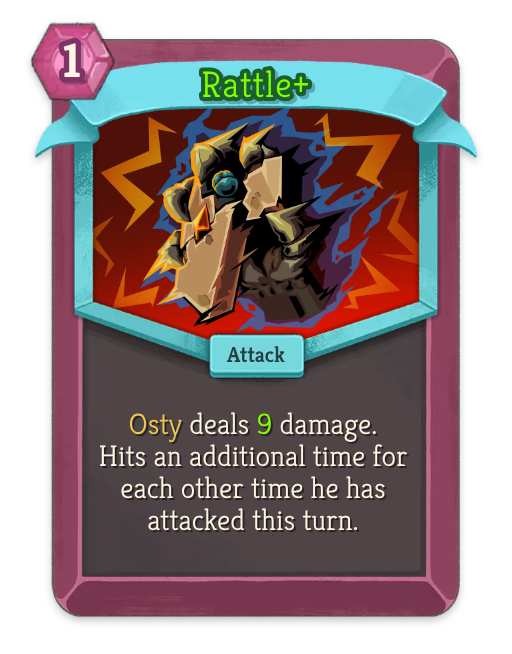 1
Rattle+
Attack
Osty deals 9 damage.
Hits an additional time for
each other time he has
attacked this turn.